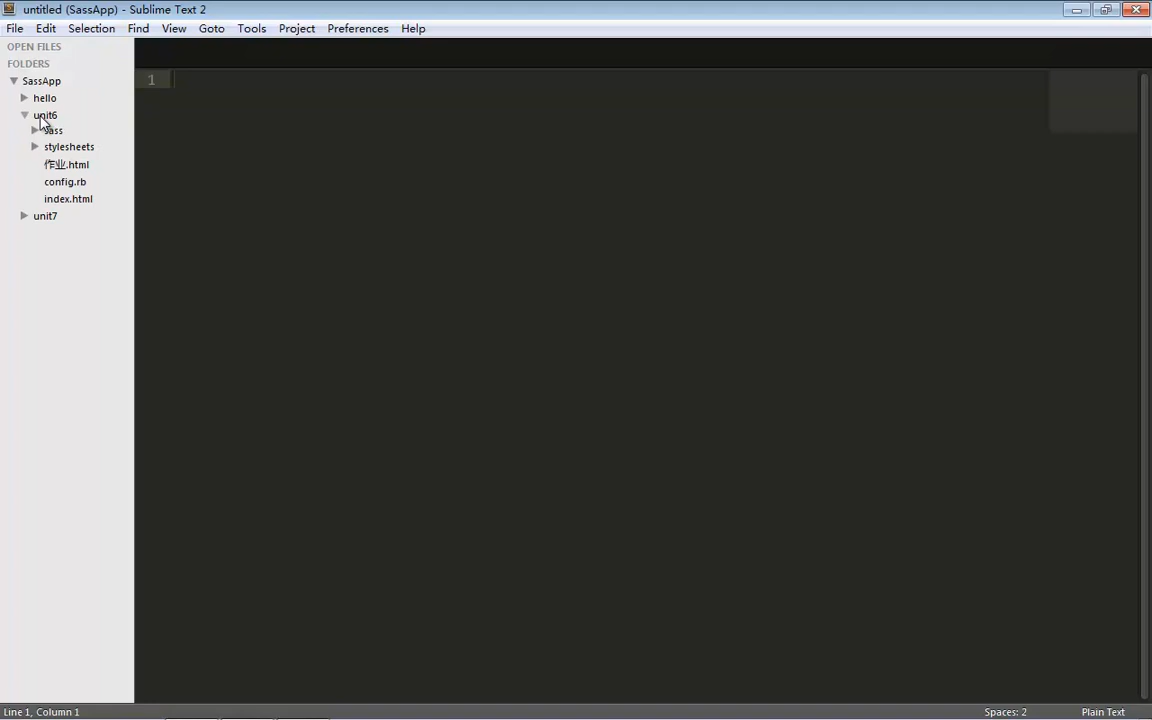 untitled (SassApp) - Sublime Text 2
File Edit Selection Find View Goto Tools Project Preferences Help
OPEN FILES
FOLDERS
SassApp
hello
unit6
sass
stylesheets
作业.html
config.rb
index.html
unit7
1
Line 1, Column 1 Spaces: 2 Plain Text